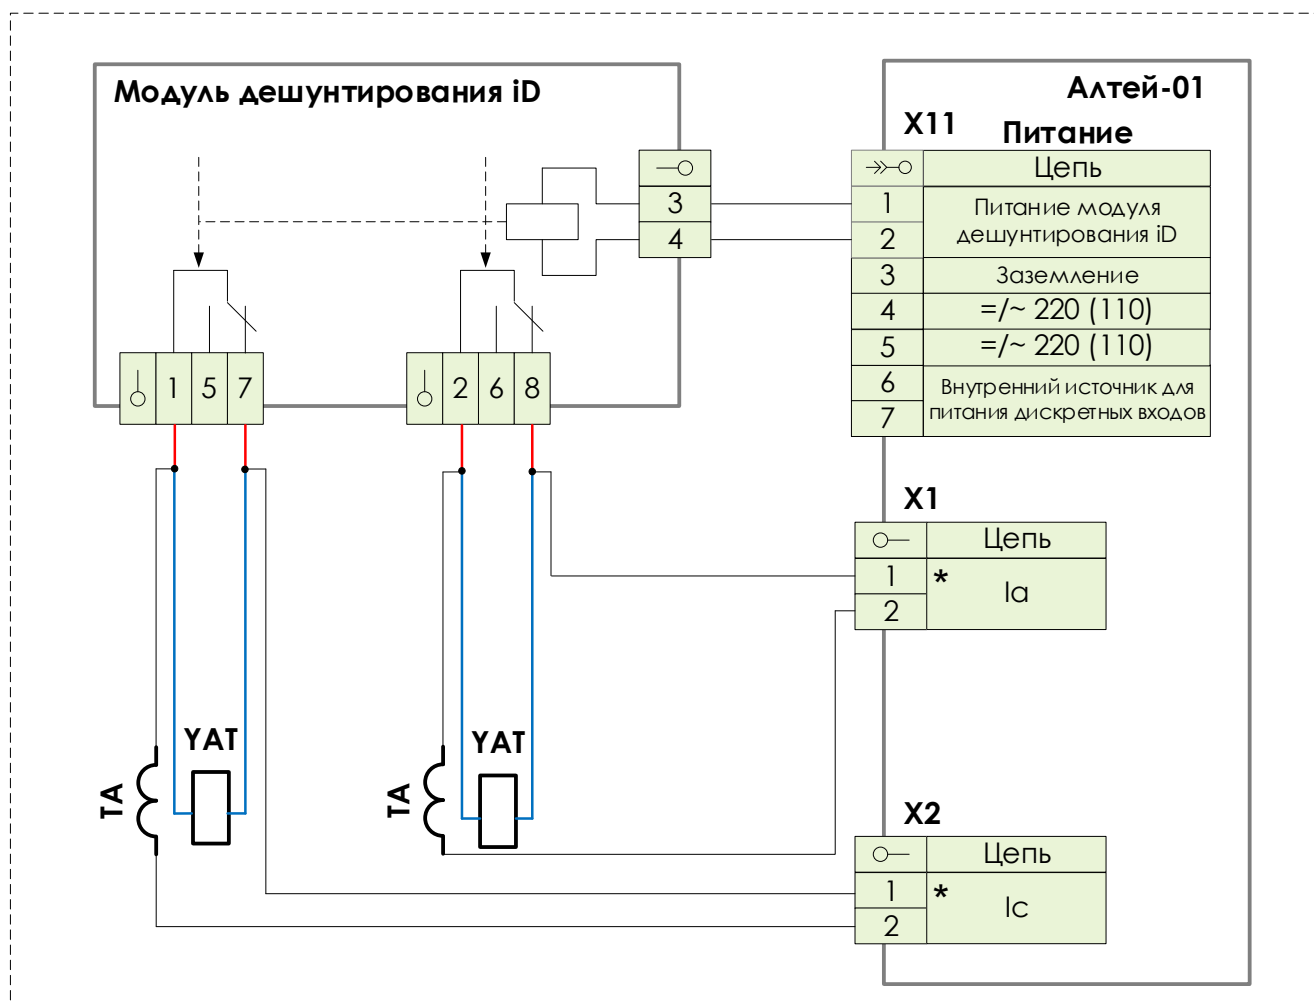 Модуль дешунтирования iD
Алтей-01
X11
Питание
Цепь
3
4
1
Питание модуля
2
дешунтирования iD
3
Заземление
4
=/~ 220 (110)
5
=/~ 220 (110)
6
Внутренний источник для
7
питания дискретных входов
1 5 7
2 6 8
X1
Цепь
1
*
Ia
2
YAT
TA
YAT
TA
X2
Цепь
1
*
Ic
2